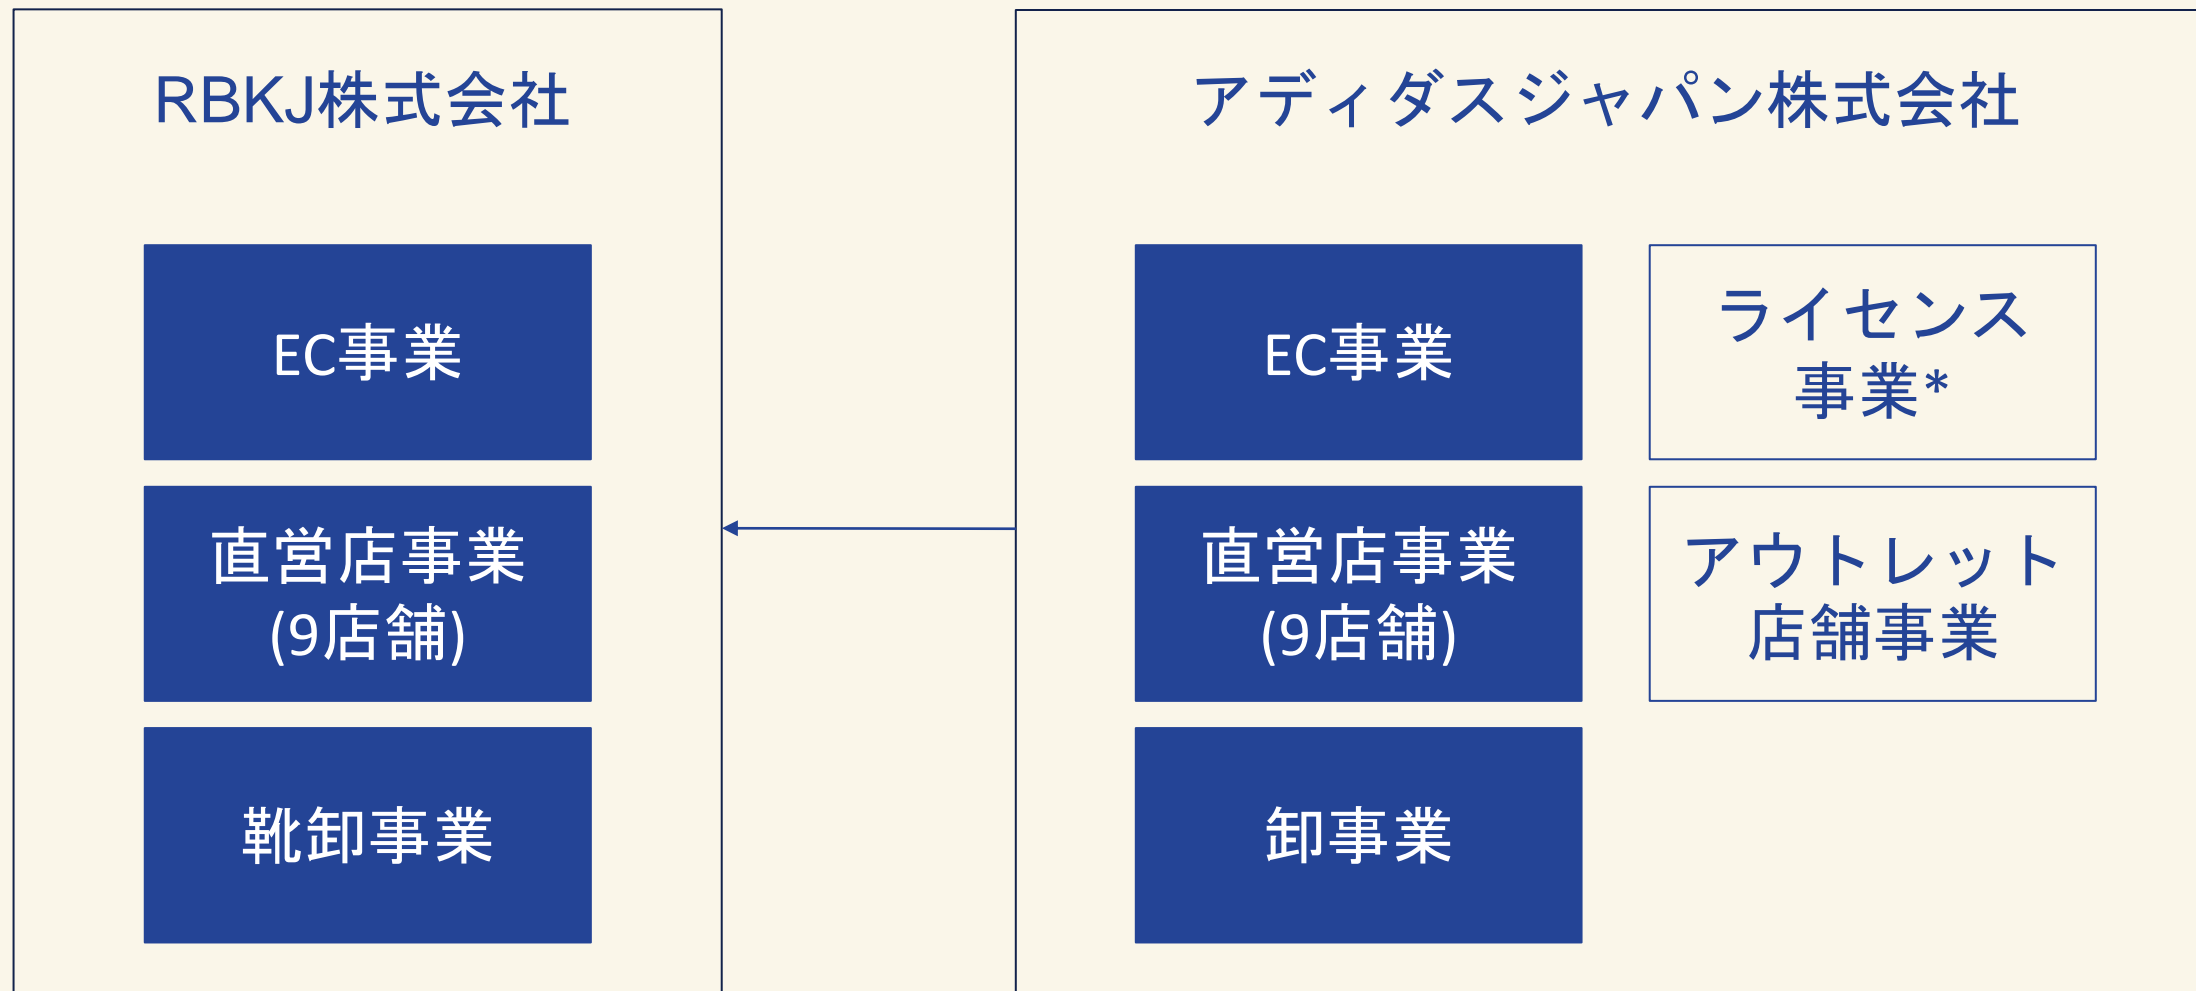 RBKJ株式会社
EC事業
直営店事業
(9店舗)
靴卸事業
アディダスジャパン株式会社
EC事業
ライセンス
事業*
直営店事業
(9店舗)
アウトレット
店舗事業
卸事業